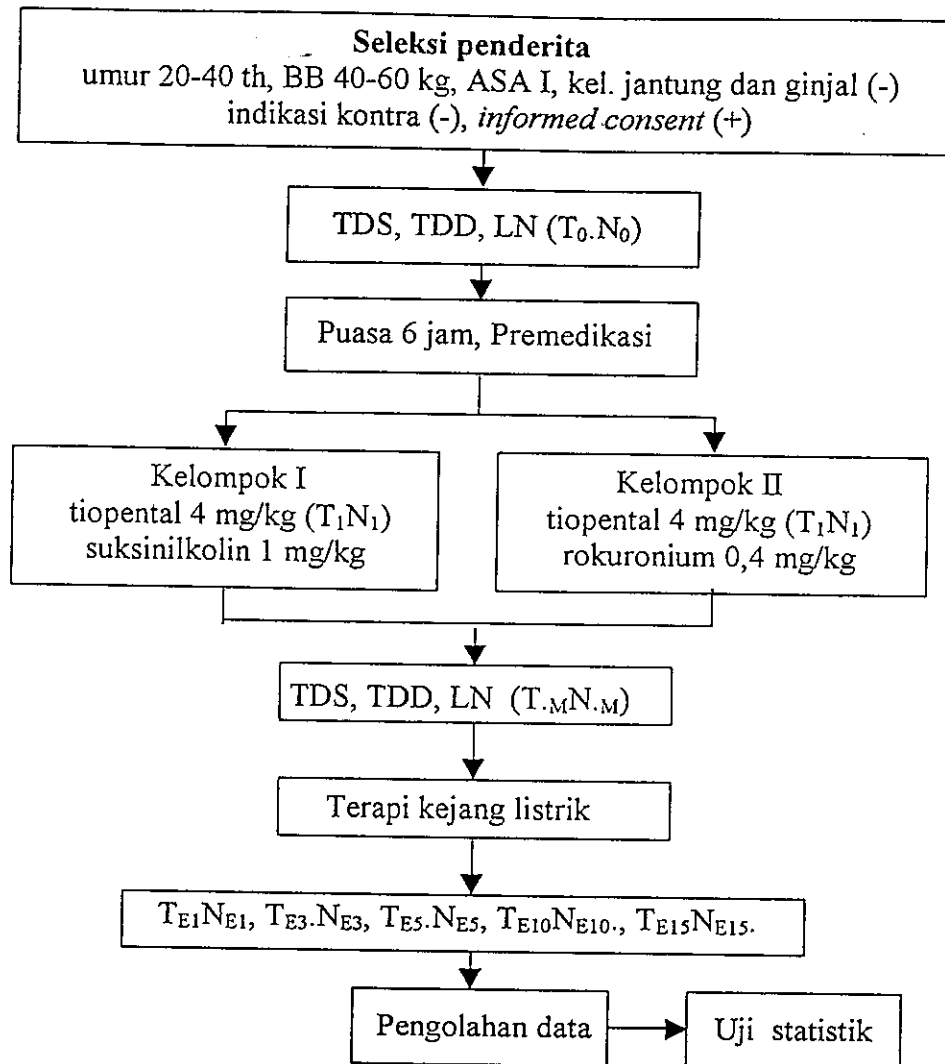 Seleksi penderita
umur 20-40 th, BB 40-60 kg, ASA I, kel. jantung dan ginjal (-)
indikasi kontra (-), informed consent (+)
TDS, TDD, LN (T₀.N₀)
Puasa 6 jam, Premedikasi
Kelompok I
tiopental 4 mg/kg (T₁N₁)
suksinilkolin 1 mg/kg
Kelompok II
tiopental 4 mg/kg (T₁N₁)
rokuronium 0,4 mg/kg
TDS, TDD, LN (T.MN.M)
Terapi kejang listrik
TE1NE1, TE3.NE3, TE5.NE5, TE10NE10., TE15NE15.
Pengolahan data
Uji statistik